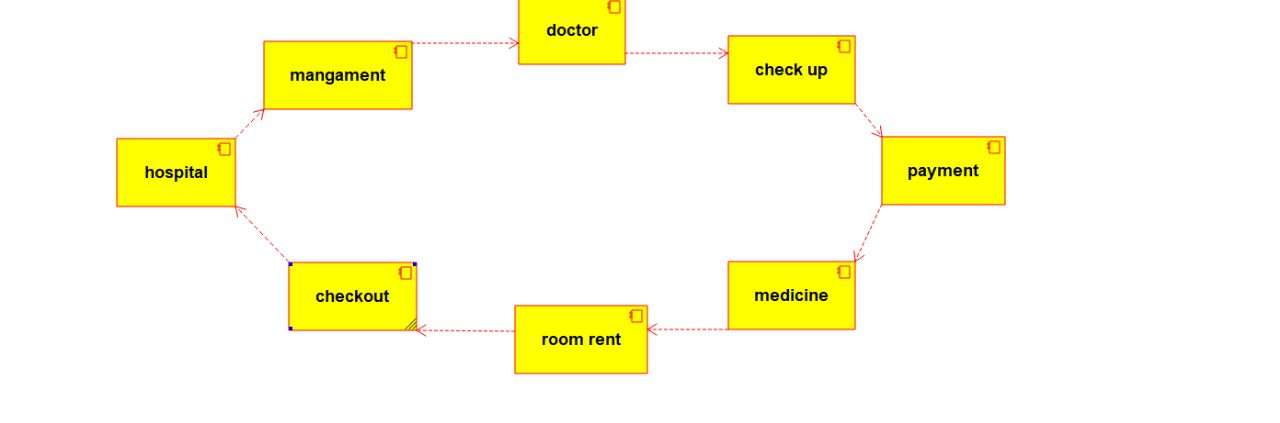 doctor
mangament
check up
hospital
payment
checkout
medicine
room rent